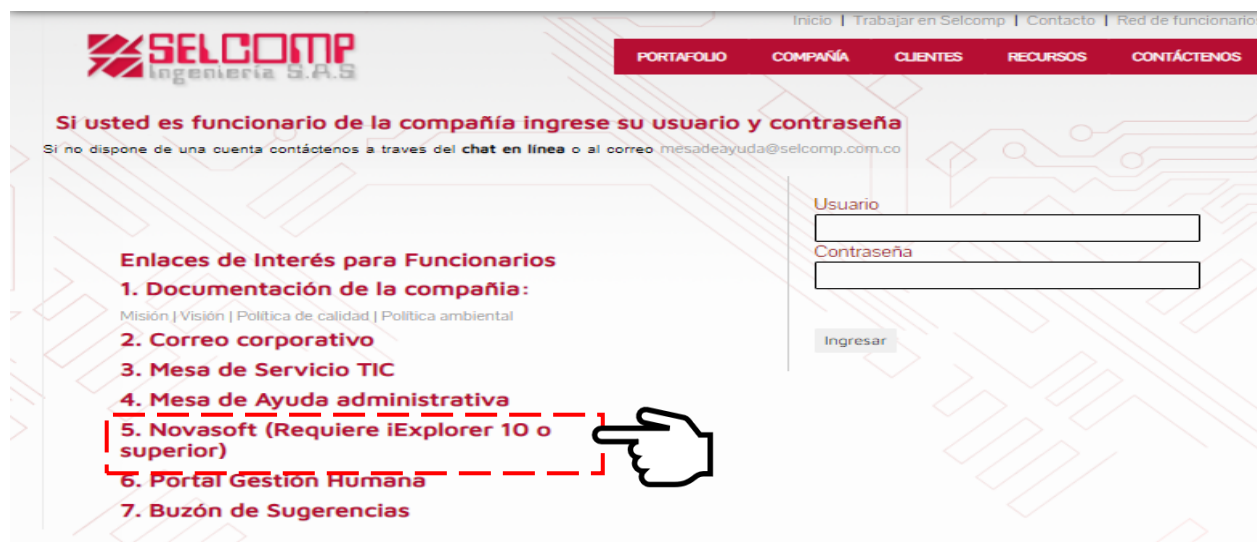 Inicio | Trabajar en Selcomp | Contacto | Red de funcionarios
SELCOMP
Ingeniería S.A.S
PORTAFOLIO COMPAÑÍA CLIENTES RECURSOS CONTÁCTENOS
Si usted es funcionario de la compañía ingrese su usuario y contraseña
Si no dispone de una cuenta contáctenos a traves del chat en línea o al correo mesadeayuda@selcomp.com.co
Usuario
Contraseña
Ingresar
Enlaces de Interés para Funcionarios
1. Documentación de la compañia:
Misión | Visión | Política de calidad | Política ambiental
2. Correo corporativo
3. Mesa de Servicio TIC
4. Mesa de Ayuda administrativa
5. Novasoft (Requiere iExplorer 10 o
superior)
6. Portal Gestión Humana
7. Buzón de Sugerencias